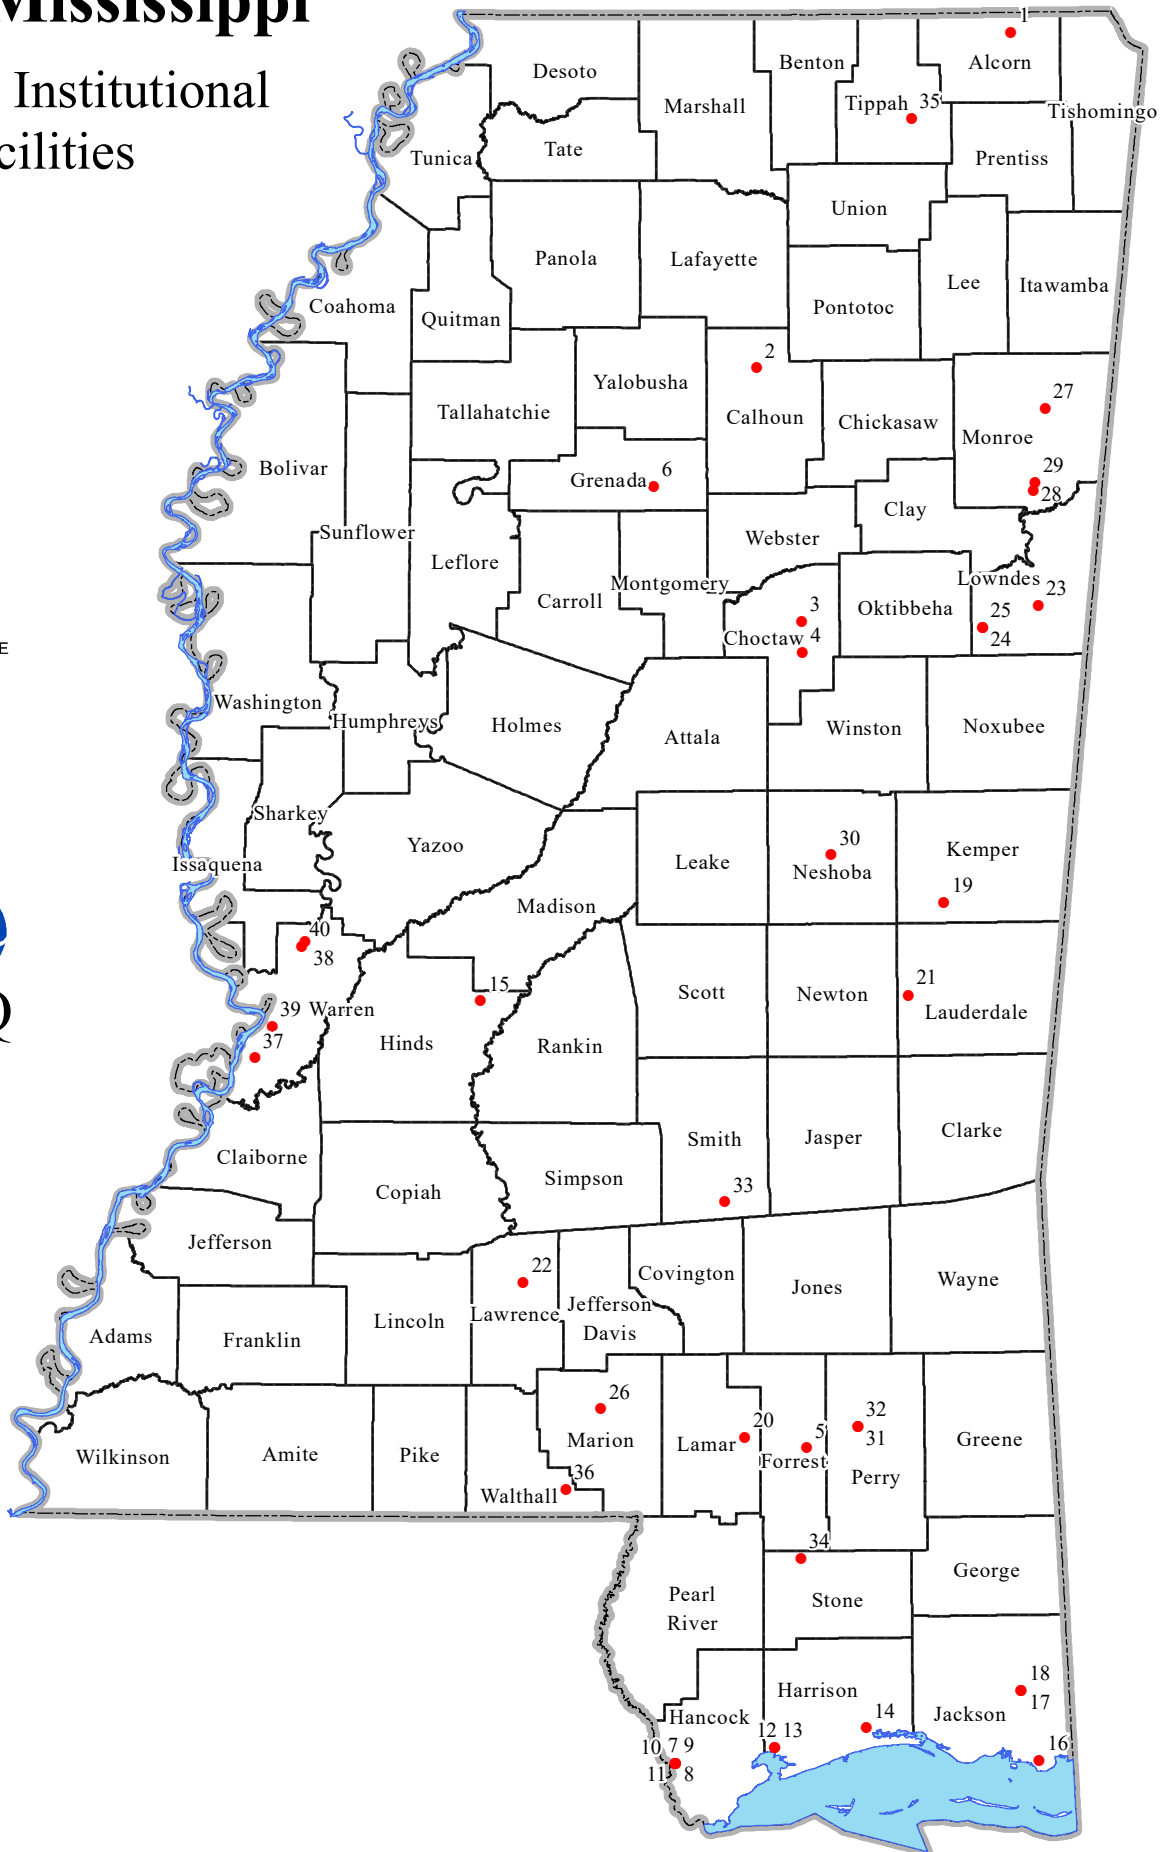 Mississippi
Institutional
cilities
1
Alcorn
Benton
Desoto
Marshall
Tippah 35
Tishomingo
Tunica
Tate
Prentiss
Union
Panola
Lafayette
Lee
Itawamba
Coahoma
Quitman
Pontotoc
2
Yalobusha
27
Tallahatchie
Calhoun
Chickasaw
Monroe
Bolivar
6
29
Grenada
28
Clay
Sunflower
Webster
Leflore
Montgomery
Lowndes
Carroll
3
Oktibbeha
23
25
Choctaw 4
24
E
Washington
Humphreys
Holmes
Attala
Winston
Noxubee
Sharkey
Yazoo
30
Issaquena
Leake
Neshoba
Kemper
19
Madison
40
38
21
15
Scott
Newton
39 Warren
Lauderdale
37
Hinds
Rankin
Smith
Jasper
Clarke
Claiborne
Copiah
Simpson
33
Jefferson
22
Covington
Wayne
Lawrence
Jefferson
Davis
Jones
Lincoln
Adams
Franklin
26
32
20
5
31
Wilkinson
Amite
Pike
Marion
Lamar
Forrest
Greene
36
Perry
Walthall
34
George
Pearl
River
Stone
18
17
Harrison
Hancock
14
Jackson
12 13
10 7 9
16
11 8